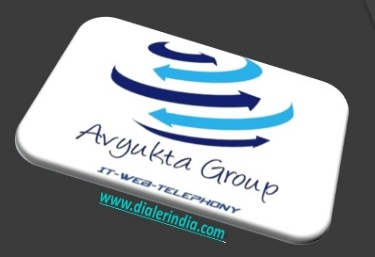 Avyukta Group
IT-WEB-TELEPHONY
www.dialerindia.com